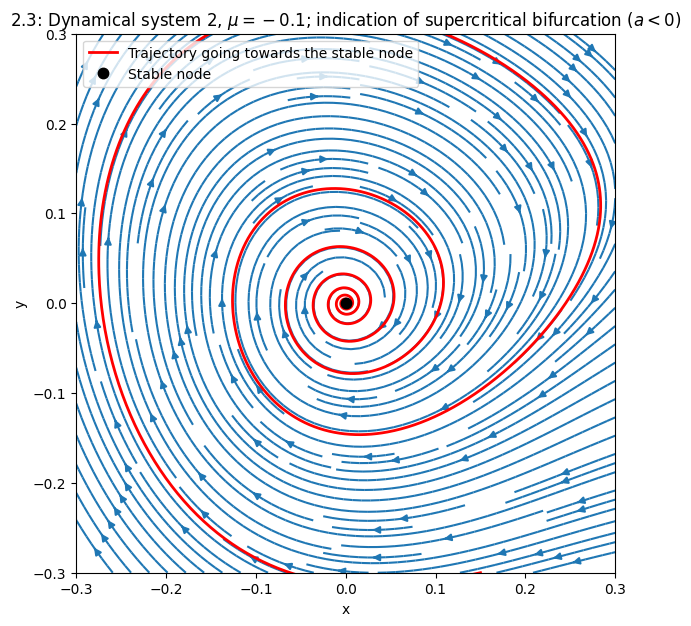 2.3: Dynamical system 2, μ = −0.1; indication of supercritical bifurcation (a < 0)
Trajectory going towards the stable node
Stable node
0.3
0.2
0.1
0.0
−0.1
−0.2
−0.3
y
−0.3 −0.2 −0.1 0.0 0.1 0.2 0.3
x